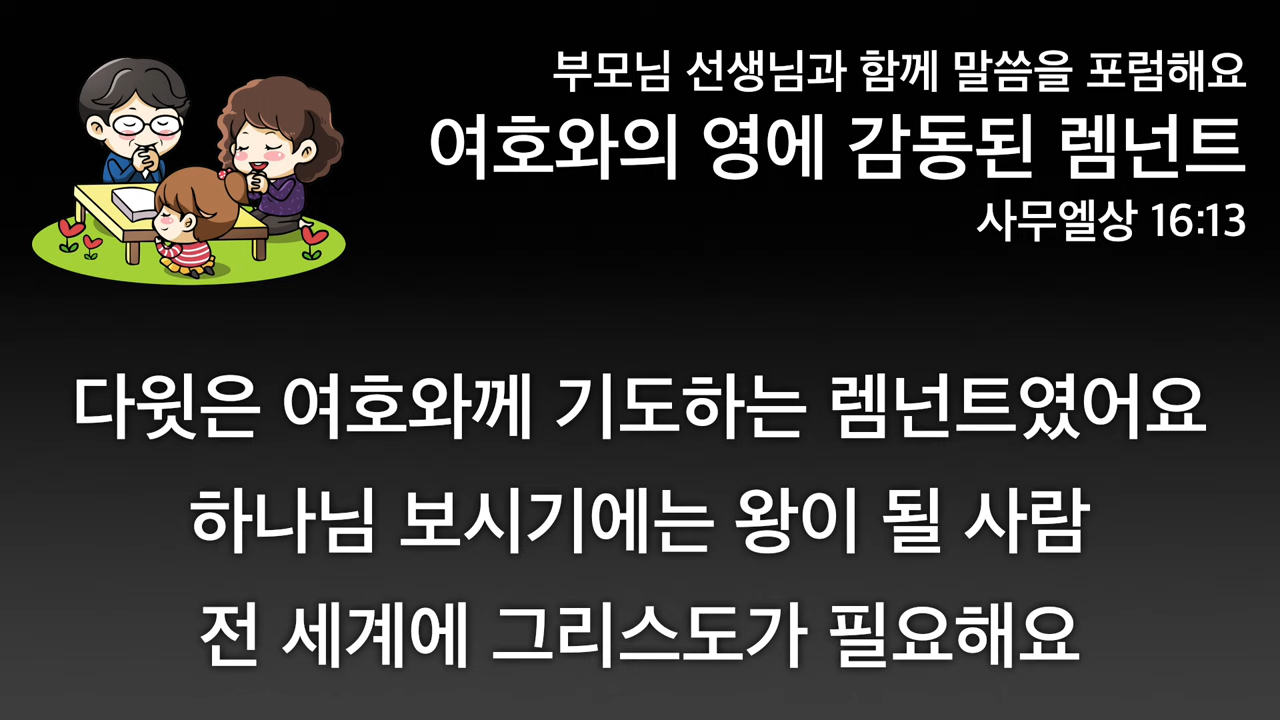 부모님 선생님과 함께 말씀을 포럼해요
여호와의 영에 감동된 렘넌트
사무엘상 16:13
다윗은 여호와께 기도하는 렘넌트였어요
하나님 보시기에는 왕이 될 사람
전 세계에 그리스도가 필요해요